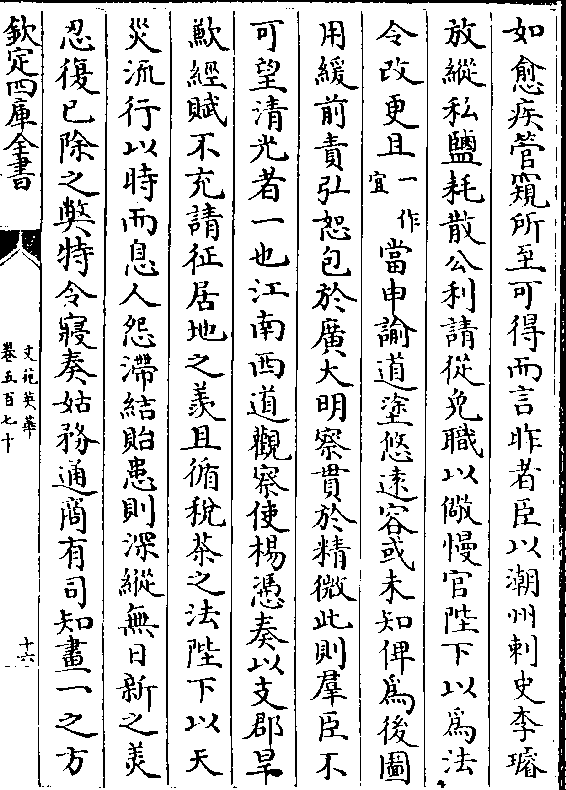 如愈疾管窺所至可得而言昨者臣以潮州刺史李璿
放縱私鹽耗散公利請從免職以儆慢官陛下以為法
令改更且一作宜當申諭道塗悠遠容或未知俾為後圖
用緩前責弘恕包於廣大明察貫於精微此則羣臣不
可望清光者一也江南西道觀察使楊憑奏以支郡旱
歉經賦不充請征居地之羨且循稅茶之法陛下以天
災流行以時而息人怨滯結貽患則深縱無日新之美
忍復已除之弊特令寢奏姑務通商有司知畫一之方
欽定四庫全書
文苑英華
卷五百七十
十六